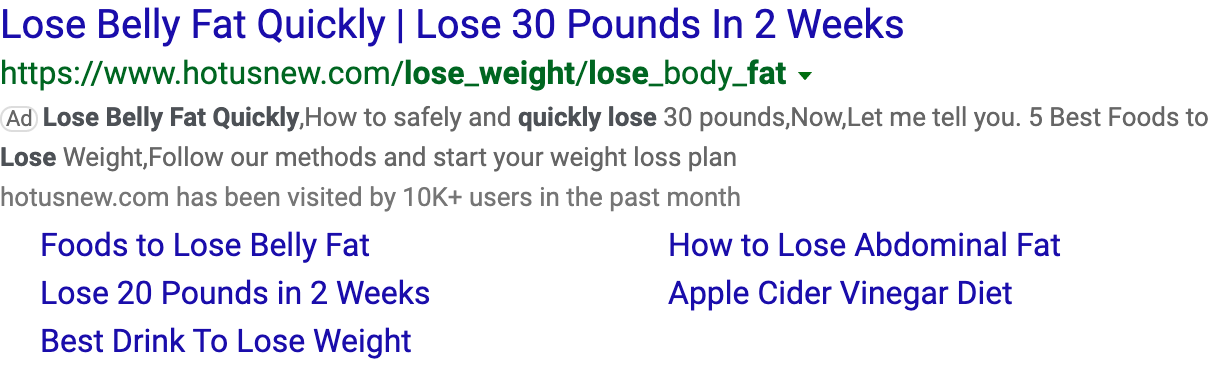 Lose Belly Fat Quickly | Lose 30 Pounds In 2 Weeks
https://www.hotusnew.com/lose_weight/lose_body_fat
Ad Lose Belly Fat Quickly,How to safely and quickly lose 30 pounds,Now,Let me tell you. 5 Best Foods to
Lose Weight,Follow our methods and start your weight loss plan
hotusnew.com has been visited by 10K+ users in the past month
Foods to Lose Belly Fat
How to Lose Abdominal Fat
Lose 20 Pounds in 2 Weeks
Apple Cider Vinegar Diet
Best Drink To Lose Weight